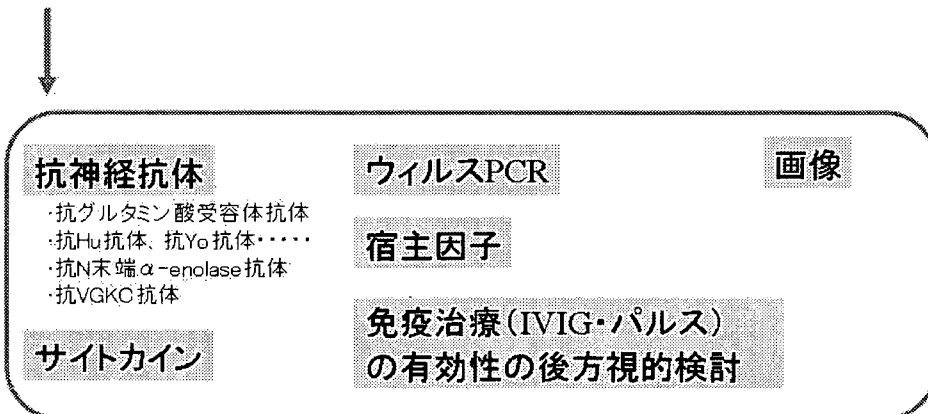 抗神経抗体
・抗グルタミン酸受容体抗体
・抗Hu抗体、抗Yo抗体・・・・・
・抗N末端α-enolase抗体
・抗VGKC抗体
サイトカイン
ウィルスPCR
宿主因子
免疫治療(IVIG・パルス)
の有効性の後方視的検討
画像